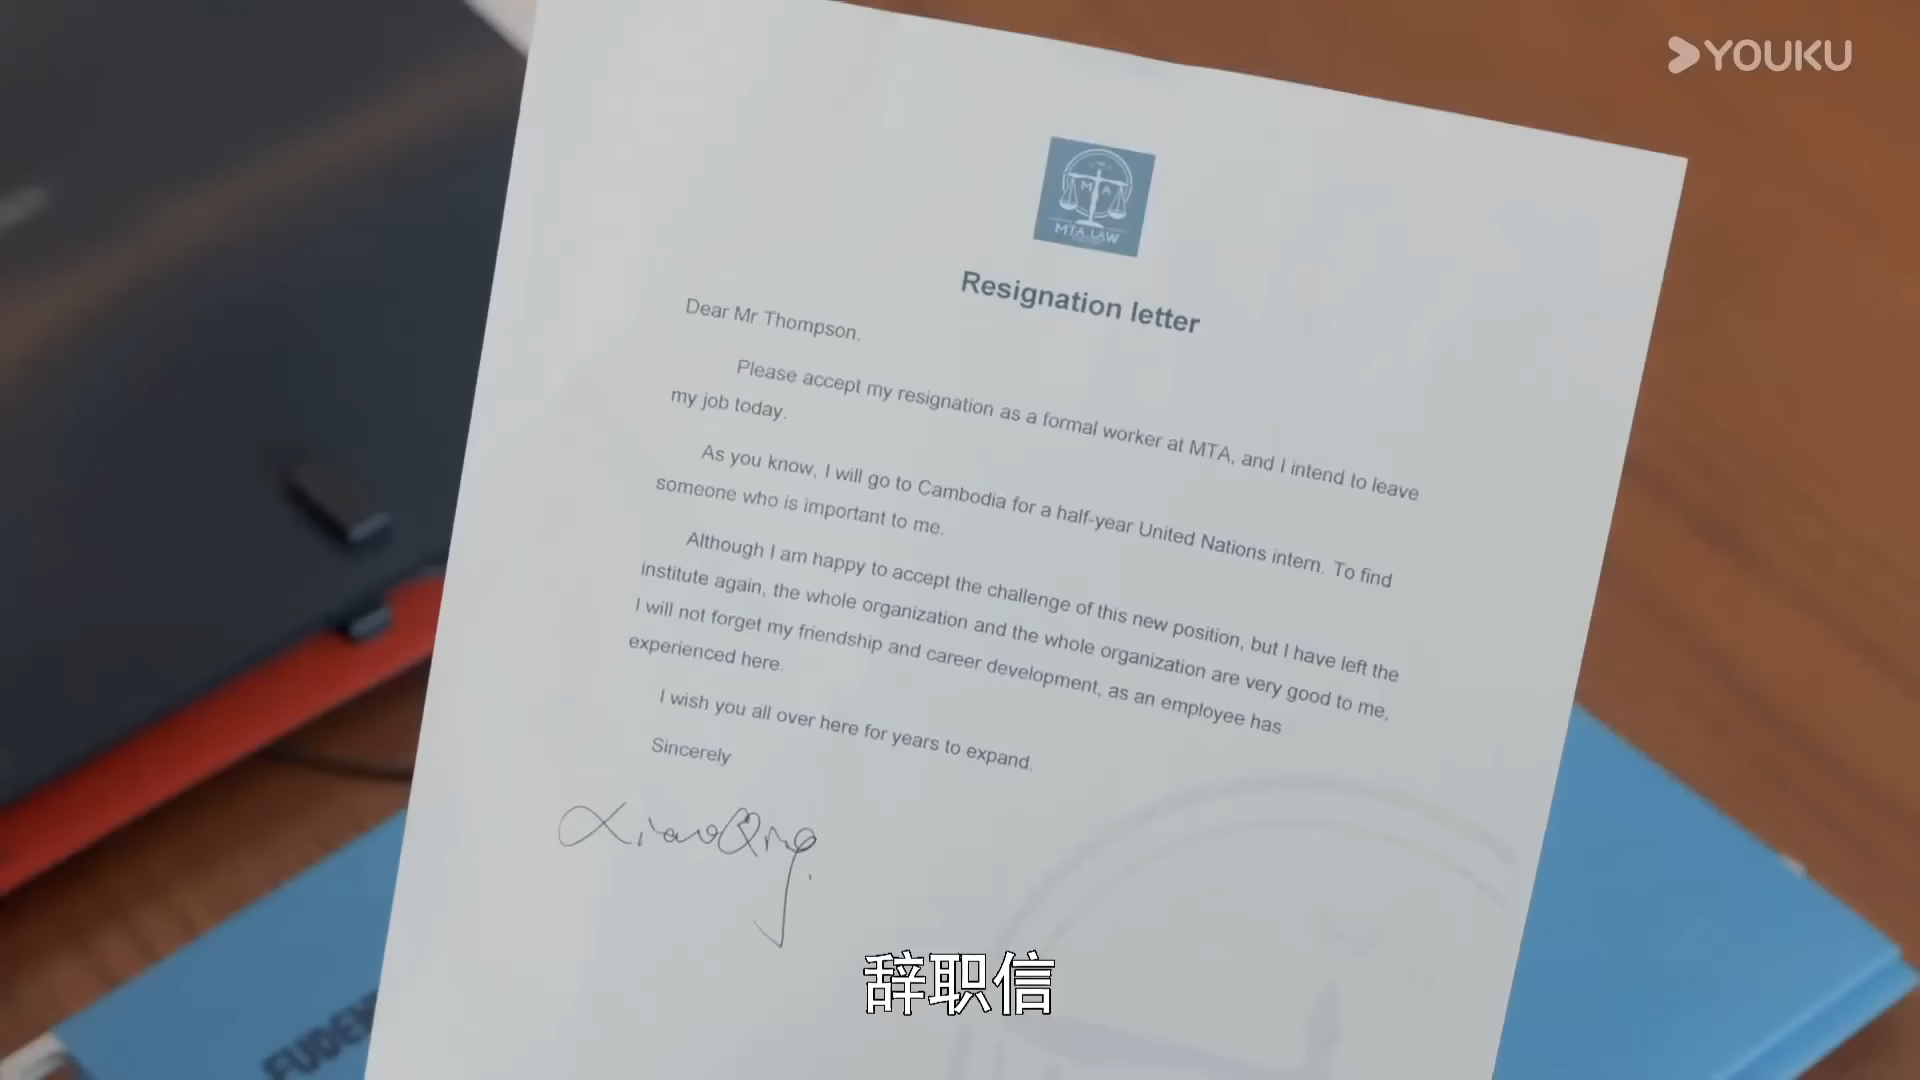 YOUKU
M A
MTA LAW
Resignation letter
Dear Mr Thompson,
Please accept my resignation as a formal worker at MTA, and I intend to leave
my job today.
As you know, I will go to Cambodia for a half-year United Nations intern. To find
someone who is important to me.
Although I am happy to accept the challenge of this new position, but I have left the
institute again, the whole organization and the whole organization are very good to me,
I will not forget my friendship and career development, as an employee has
experienced here.
I wish you all over here for years to expand.
Sincerely
XiaoQing.
辞职信